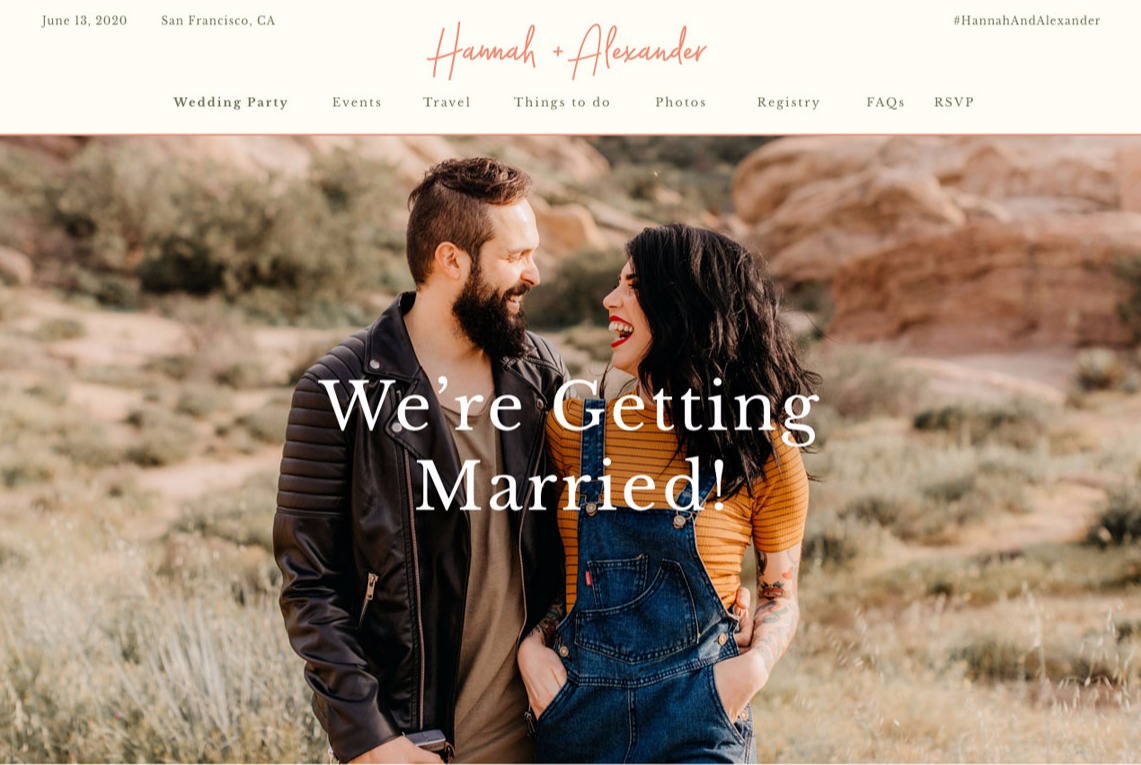 June 13, 2020
San Francisco, CA
#HannahAndAlexander
Hannah + Alexander
Wedding Party Events Travel Things to do Photos Registry FAQs RSVP
We’re Getting
Married!